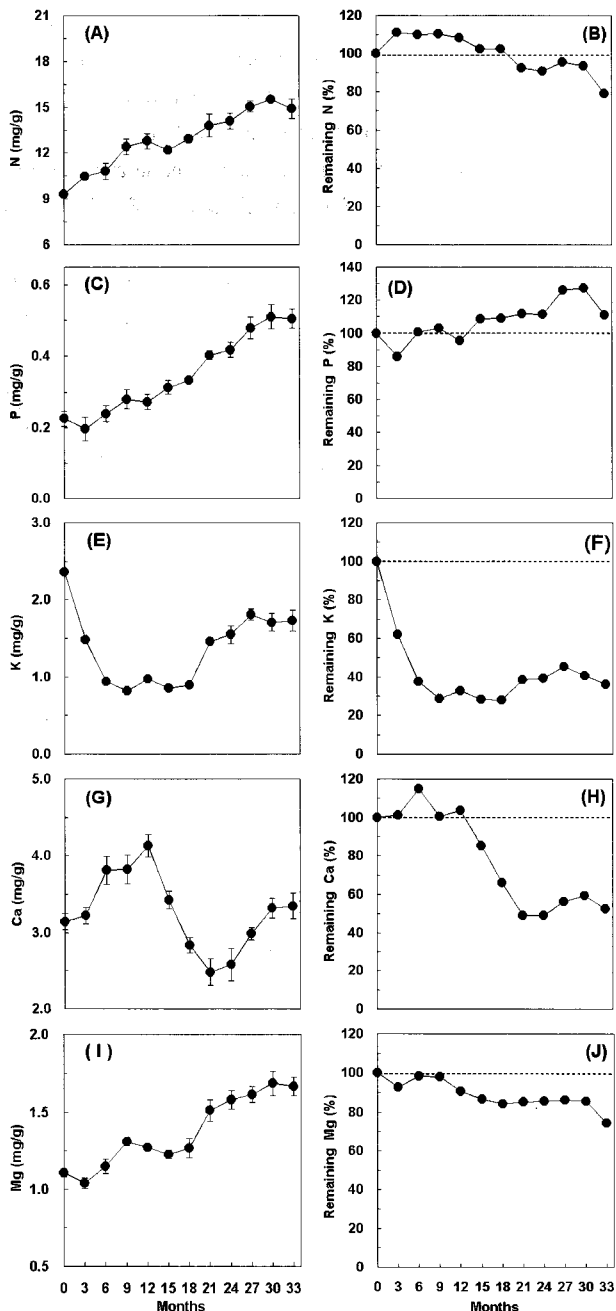 (A)
N (mg/g)
21
18
15
12
9
6
(B)
Remaining N (%)
120
100
80
60
40
20
0
(C)
P (mg/g)
0.6
0.4
0.2
0.0
(D)
Remaining P (%)
140
120
100
80
60
40
20
0
(E)
K (mg/g)
3.0
2.0
1.0
0.0
(F)
Remaining K (%)
120
100
80
60
40
20
0
(G)
Ca (mg/g)
5.0
4.0
3.0
2.0
(H)
Remaining Ca (%)
120
100
80
60
40
20
0
(I)
Mg (mg/g)
2.0
1.5
1.0
0.5
0 3 6 9 12 15 18 21 24 27 30 33
Months
(J)
Remaining Mg (%)
120
100
80
60
40
20
0
0 3 6 9 12 15 18 21 24 27 30 33
Months